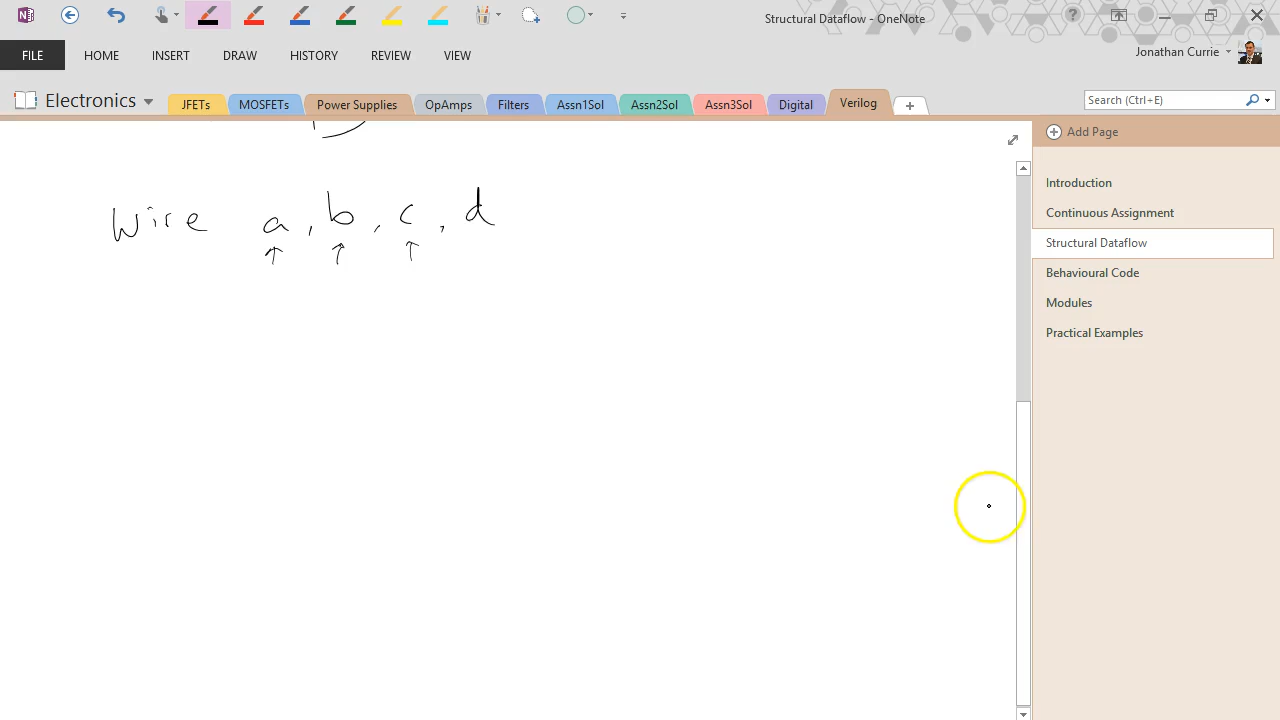 Structural Dataflow - OneNote
?
Jonathan Currie
FILE HOME INSERT DRAW HISTORY REVIEW VIEW
Electronics
JFETs MOSFETs Power Supplies OpAmps Filters Assn1Sol Assn2Sol Assn3Sol Digital Verilog +
Search (Ctrl+E)
Add Page
Introduction
Continuous Assignment
Structural Dataflow
Behavioural Code
Modules
Practical Examples
Wire a, b, c, d